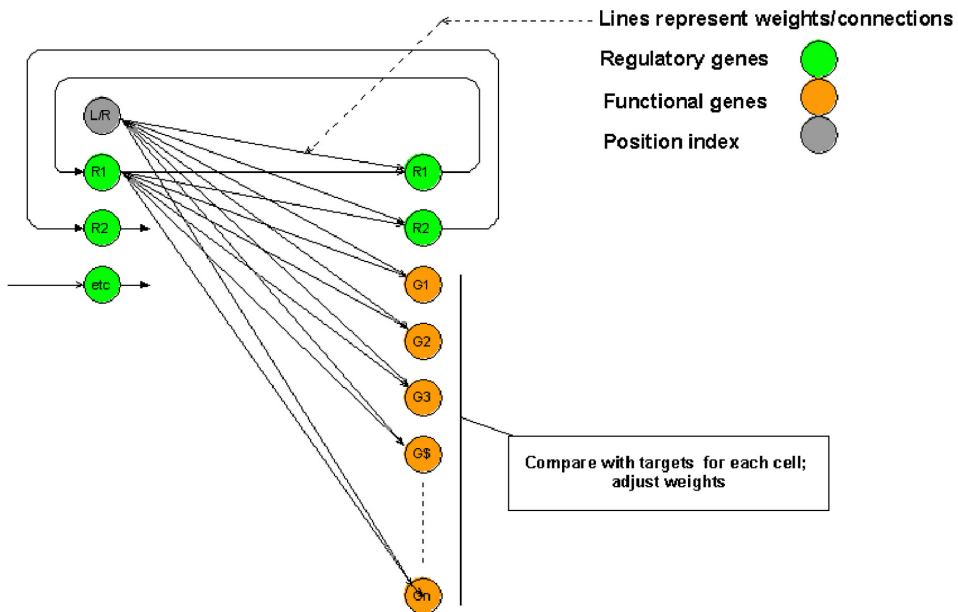 Lines represent weights/connections
Regulatory genes
Functional genes
Position index
L/R
R1
R1
R2
R2
etc
G1
G2
G3
G$
Compare with targets for each cell;
adjust weights
Gn